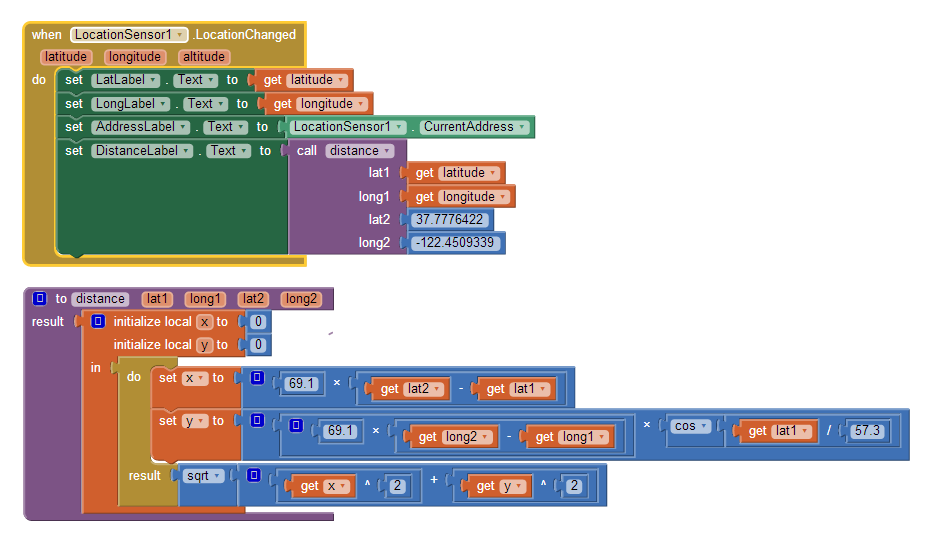 when LocationSensor1 .LocationChanged
latitude longitude altitude
do set LatLabel . Text to get latitude
set LongLabel . Text to get longitude
set AddressLabel . Text to LocationSensor1 . CurrentAddress
set DistanceLabel . Text to call distance
lat1 get latitude
long1 get longitude
lat2 37.7776422
long2 -122.4509339
to distance lat1 long1 lat2 long2
result initialize local x to 0
initialize local y to 0
in
do set x to 69.1 × get lat2 - get lat1
set y to 69.1 × get long2 - get long1 × cos get lat1 / 57.3
result sqrt get x ^ 2 + get y ^ 2